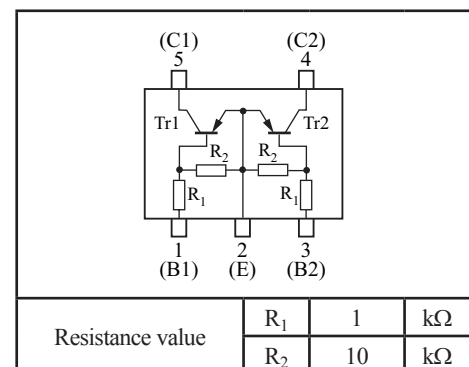 (C1) (C2)
5 4
Tr1 Tr2
R2 R2
R1 R1
1 2 3
(B1) (E) (B2)
Resistance value R1 1 kΩ
R2 10 kΩ